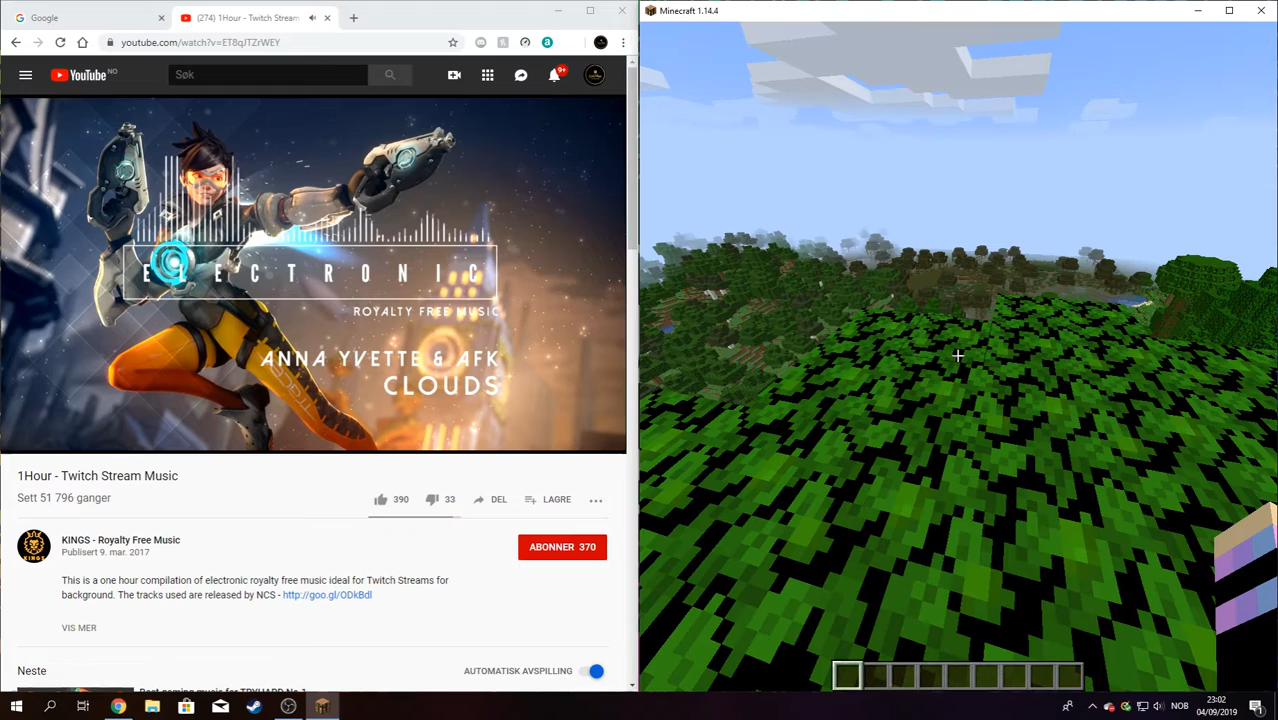 Google
(274) 1Hour - Twitch Stream
Minecraft 1.14.4
youtube.com/watch?v=ET8qJTZrWEY
YouTube NO
Søk
9+
ELECTRONIC
ROYALTY FREE MUSIC
ANNA YVETTE & AFK
CLOUDS
1Hour - Twitch Stream Music
Sett 51 796 ganger
390
33
DEL
LAGRE
KINGS - Royalty Free Music
Publisert 9. mar. 2017
KINGS
ABONNER 370
This is a one hour compilation of electronic royalty free music ideal for Twitch Streams for
background. The tracks used are released by NCS - http://goo.gl/ODkBdl
VIS MER
Neste
AUTOMATISK AVSPILLING
NOB
23:02
04/09/2019
1